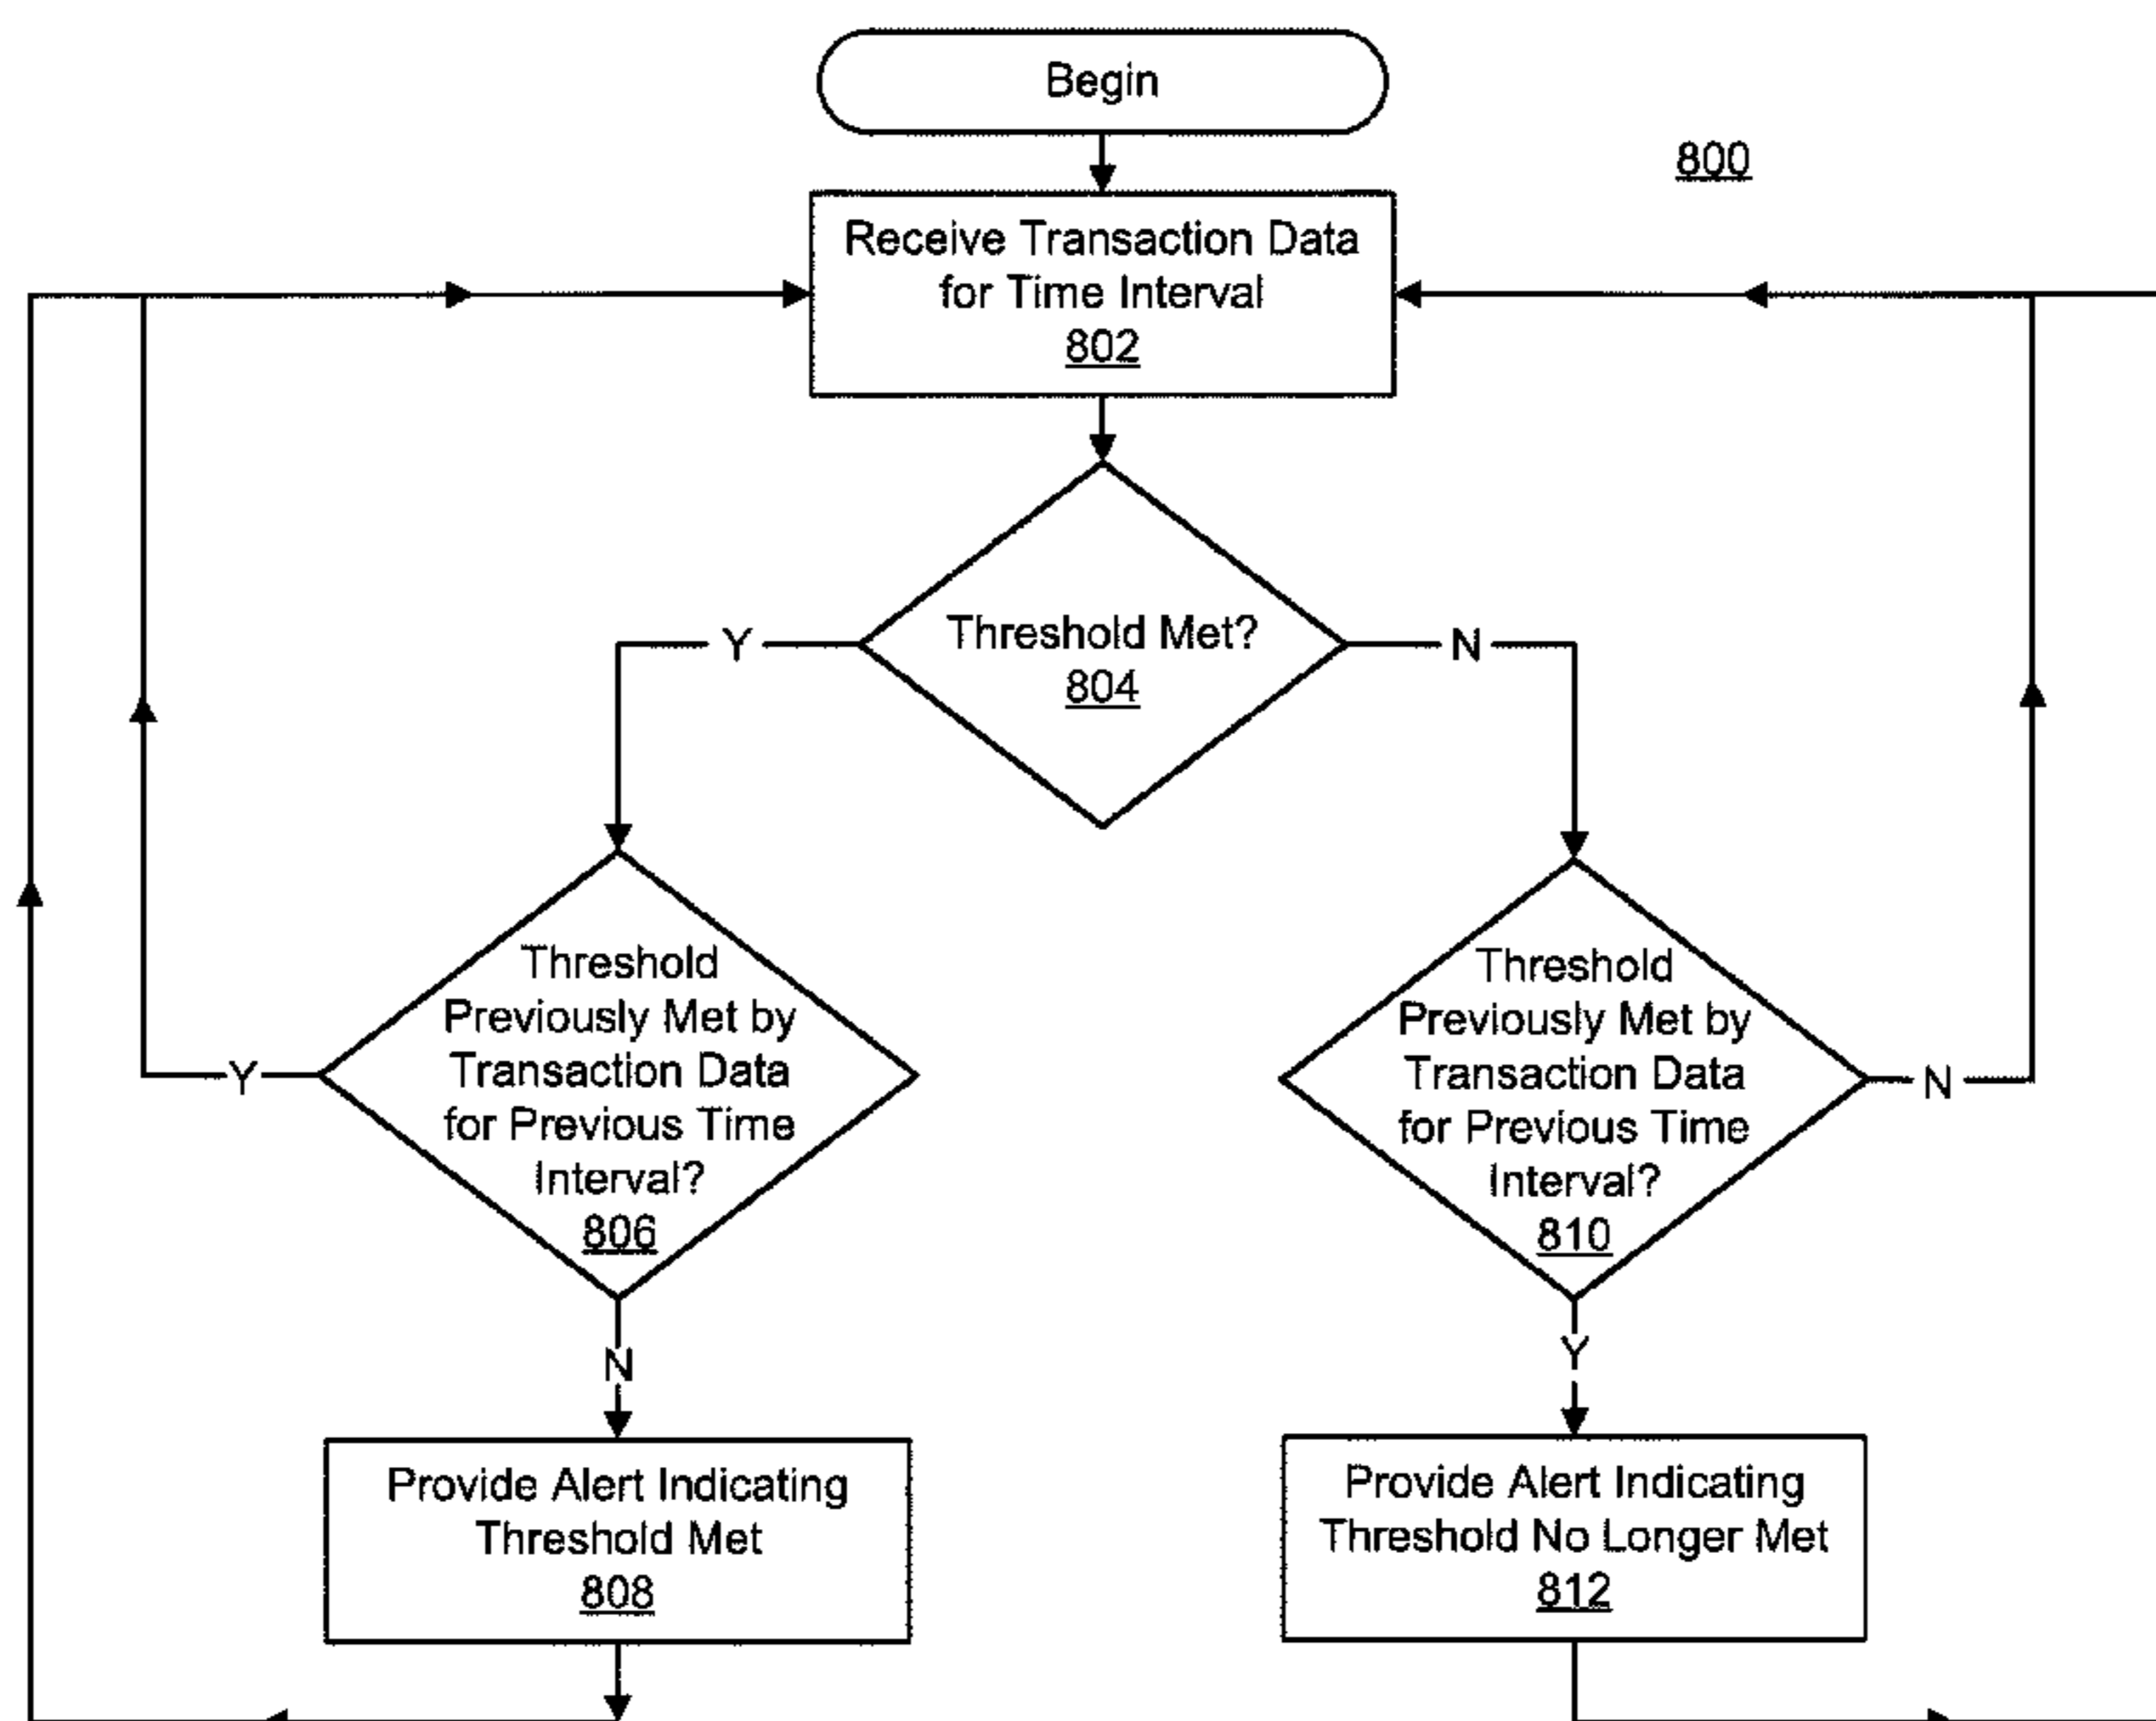 Begin
800
Receive Transaction Data
for Time Interval
802
Threshold Met?
804
Y
N
Threshold
Previously Met by
Transaction Data
for Previous Time
Interval?
806
Y
N
Threshold
Previously Met by
Transaction Data
for Previous Time
Interval?
810
N
Y
Provide Alert Indicating
Threshold Met
808
Provide Alert Indicating
Threshold No Longer Met
812